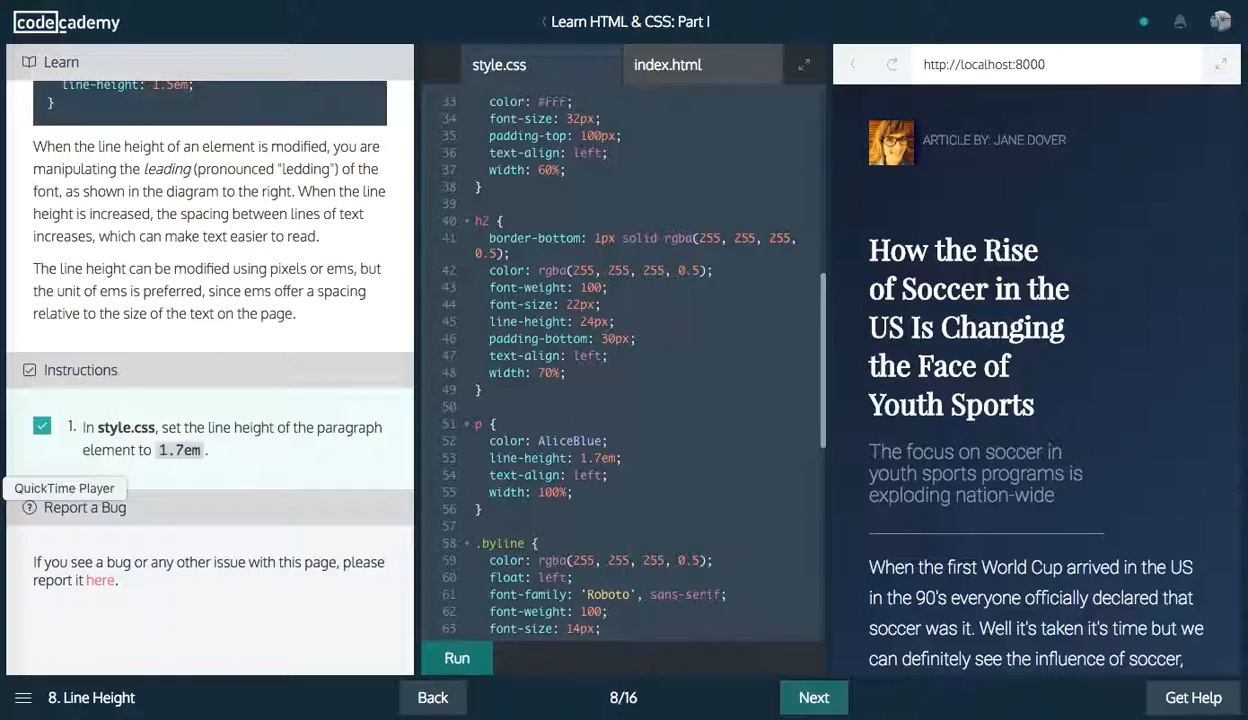 codecademy
Learn HTML & CSS: Part I
Learn
line-height: 1.5em;
}
When the line height of an element is modified, you are
manipulating the leading (pronounced "ledding") of the
font, as shown in the diagram to the right. When the line
height is increased, the spacing between lines of text
increases, which can make text easier to read.
The line height can be modified using pixels or ems, but
the unit of ems is preferred, since ems offer a spacing
relative to the size of the text on the page.
Instructions
1. In style.css, set the line height of the paragraph
element to 1.7em.
QuickTime Player
Report a Bug
If you see a bug or any other issue with this page, please
report it here.
style.css
index.html
33 color: #FFF;
34 font-size: 32px;
35 padding-top: 100px;
36 text-align: left;
37 width: 60%;
38 }
39
40 h2 {
41 border-bottom: 1px solid rgba(255, 255, 255,
0.5);
42 color: rgba(255, 255, 255, 0.5);
43 font-weight: 100;
44 font-size: 22px;
45 line-height: 24px;
46 padding-bottom: 30px;
47 text-align: left;
48 width: 70%;
49 }
50
51 p {
52 color: AliceBlue;
53 line-height: 1.7em;
54 text-align: left;
55 width: 100%;
56 }
57
58 .byline {
59 color: rgba(255, 255, 255, 0.5);
60 float: left;
61 font-family: 'Roboto', sans-serif;
62 font-weight: 100;
63 font-size: 14px;
Run
http://localhost:8000
ARTICLE BY: JANE DOVER
How the Rise
of Soccer in the
US Is Changing
the Face of
Youth Sports
The focus on soccer in
youth sports programs is
exploding nation-wide
When the first World Cup arrived in the US
in the 90's everyone officially declared that
soccer was it. Well it's taken it's time but we
can definitely see the influence of soccer,
8. Line Height
Back
8/16
Next
Get Help